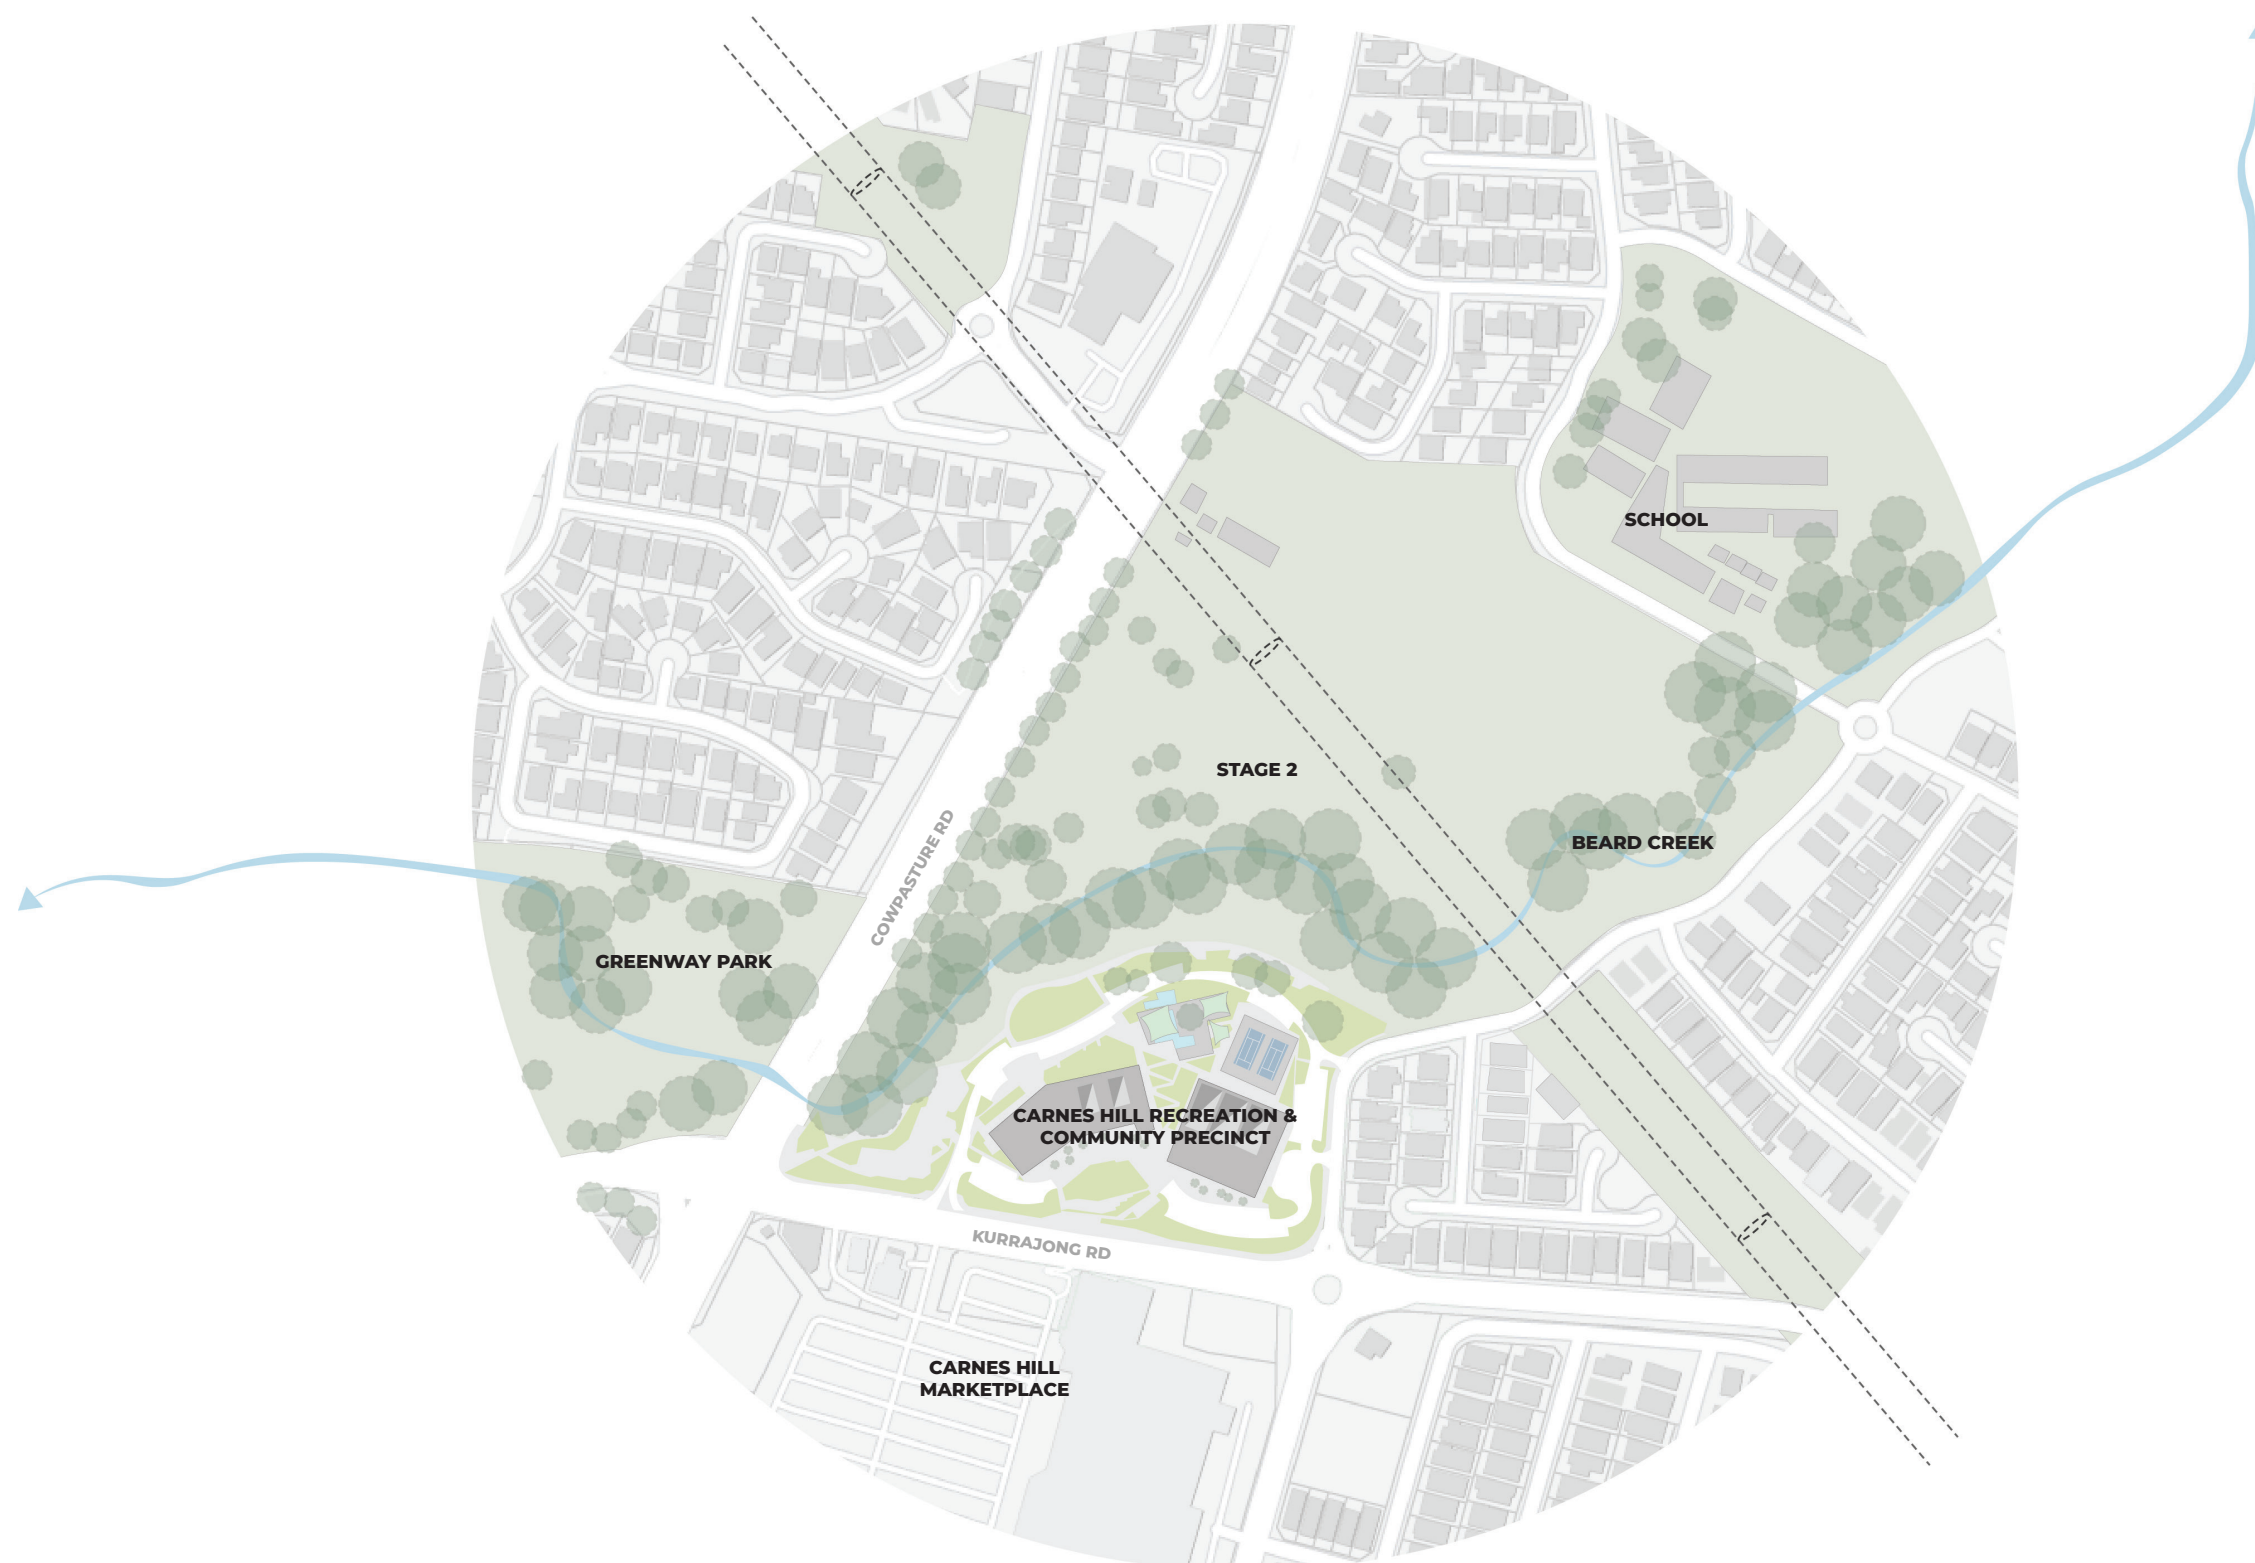 SCHOOL
STAGE 2
BEARD CREEK
COWPASTURE RD
GREENWAY PARK
CARNES HILL RECREATION &
COMMUNITY PRECINCT
KURRAJONG RD
CARNES HILL
MARKETPLACE